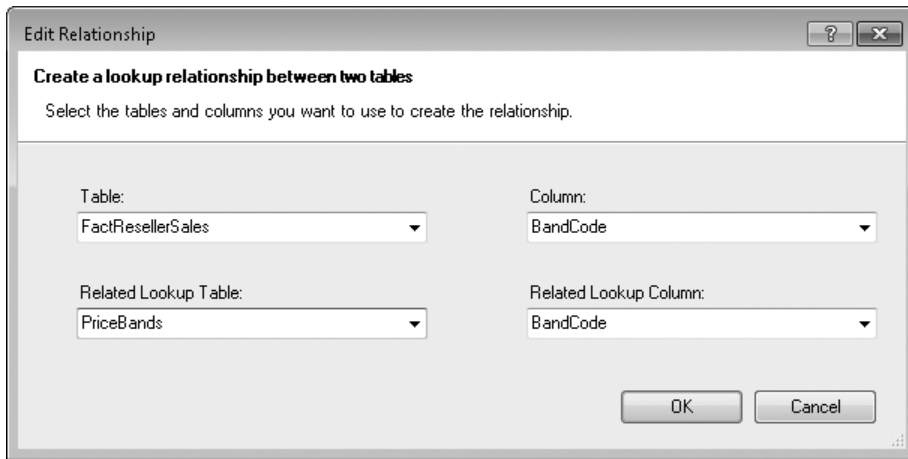 Edit Relationship
Create a lookup relationship between two tables
Select the tables and columns you want to use to create the relationship.
Table:
Column:
FactResellerSales
BandCode
Related Lookup Table:
Related Lookup Column:
PriceBands
BandCode
OK
Cancel